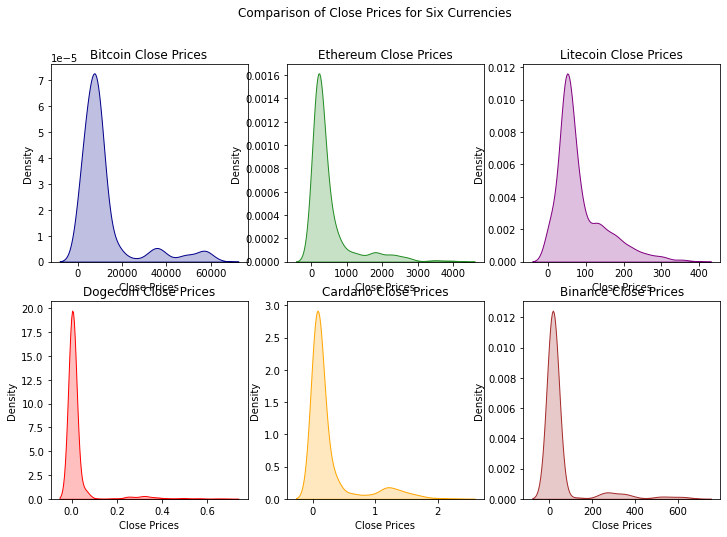 Comparison of Close Prices for Six Currencies
Bitcoin Close Prices
1e−5
7
6
5
4
3
2
1
0
Density
0 20000 40000 60000
Close Prices
Ethereum Close Prices
0.0016
0.0014
0.0012
0.0010
0.0008
0.0006
0.0004
0.0002
0.0000
Density
0 1000 2000 3000 4000
Close Prices
Litecoin Close Prices
0.012
0.010
0.008
0.006
0.004
0.002
0.000
Density
0 100 200 300 400
Close Prices
Dogecoin Close Prices
20.0
17.5
15.0
12.5
10.0
7.5
5.0
2.5
0.0
Density
0.0 0.2 0.4 0.6
Close Prices
Cardano Close Prices
3.0
2.5
2.0
1.5
1.0
0.5
0.0
Density
0 1 2
Close Prices
Binance Close Prices
0.012
0.010
0.008
0.006
0.004
0.002
0.000
Density
0 200 400 600
Close Prices